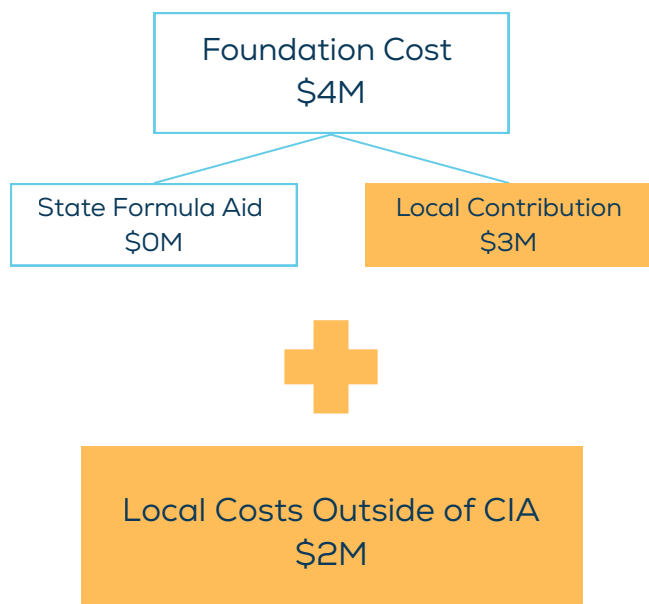 Foundation Cost
$4M
State Formula Aid
$0M
Local Contribution
$3M
Local Costs Outside of CIA
$2M